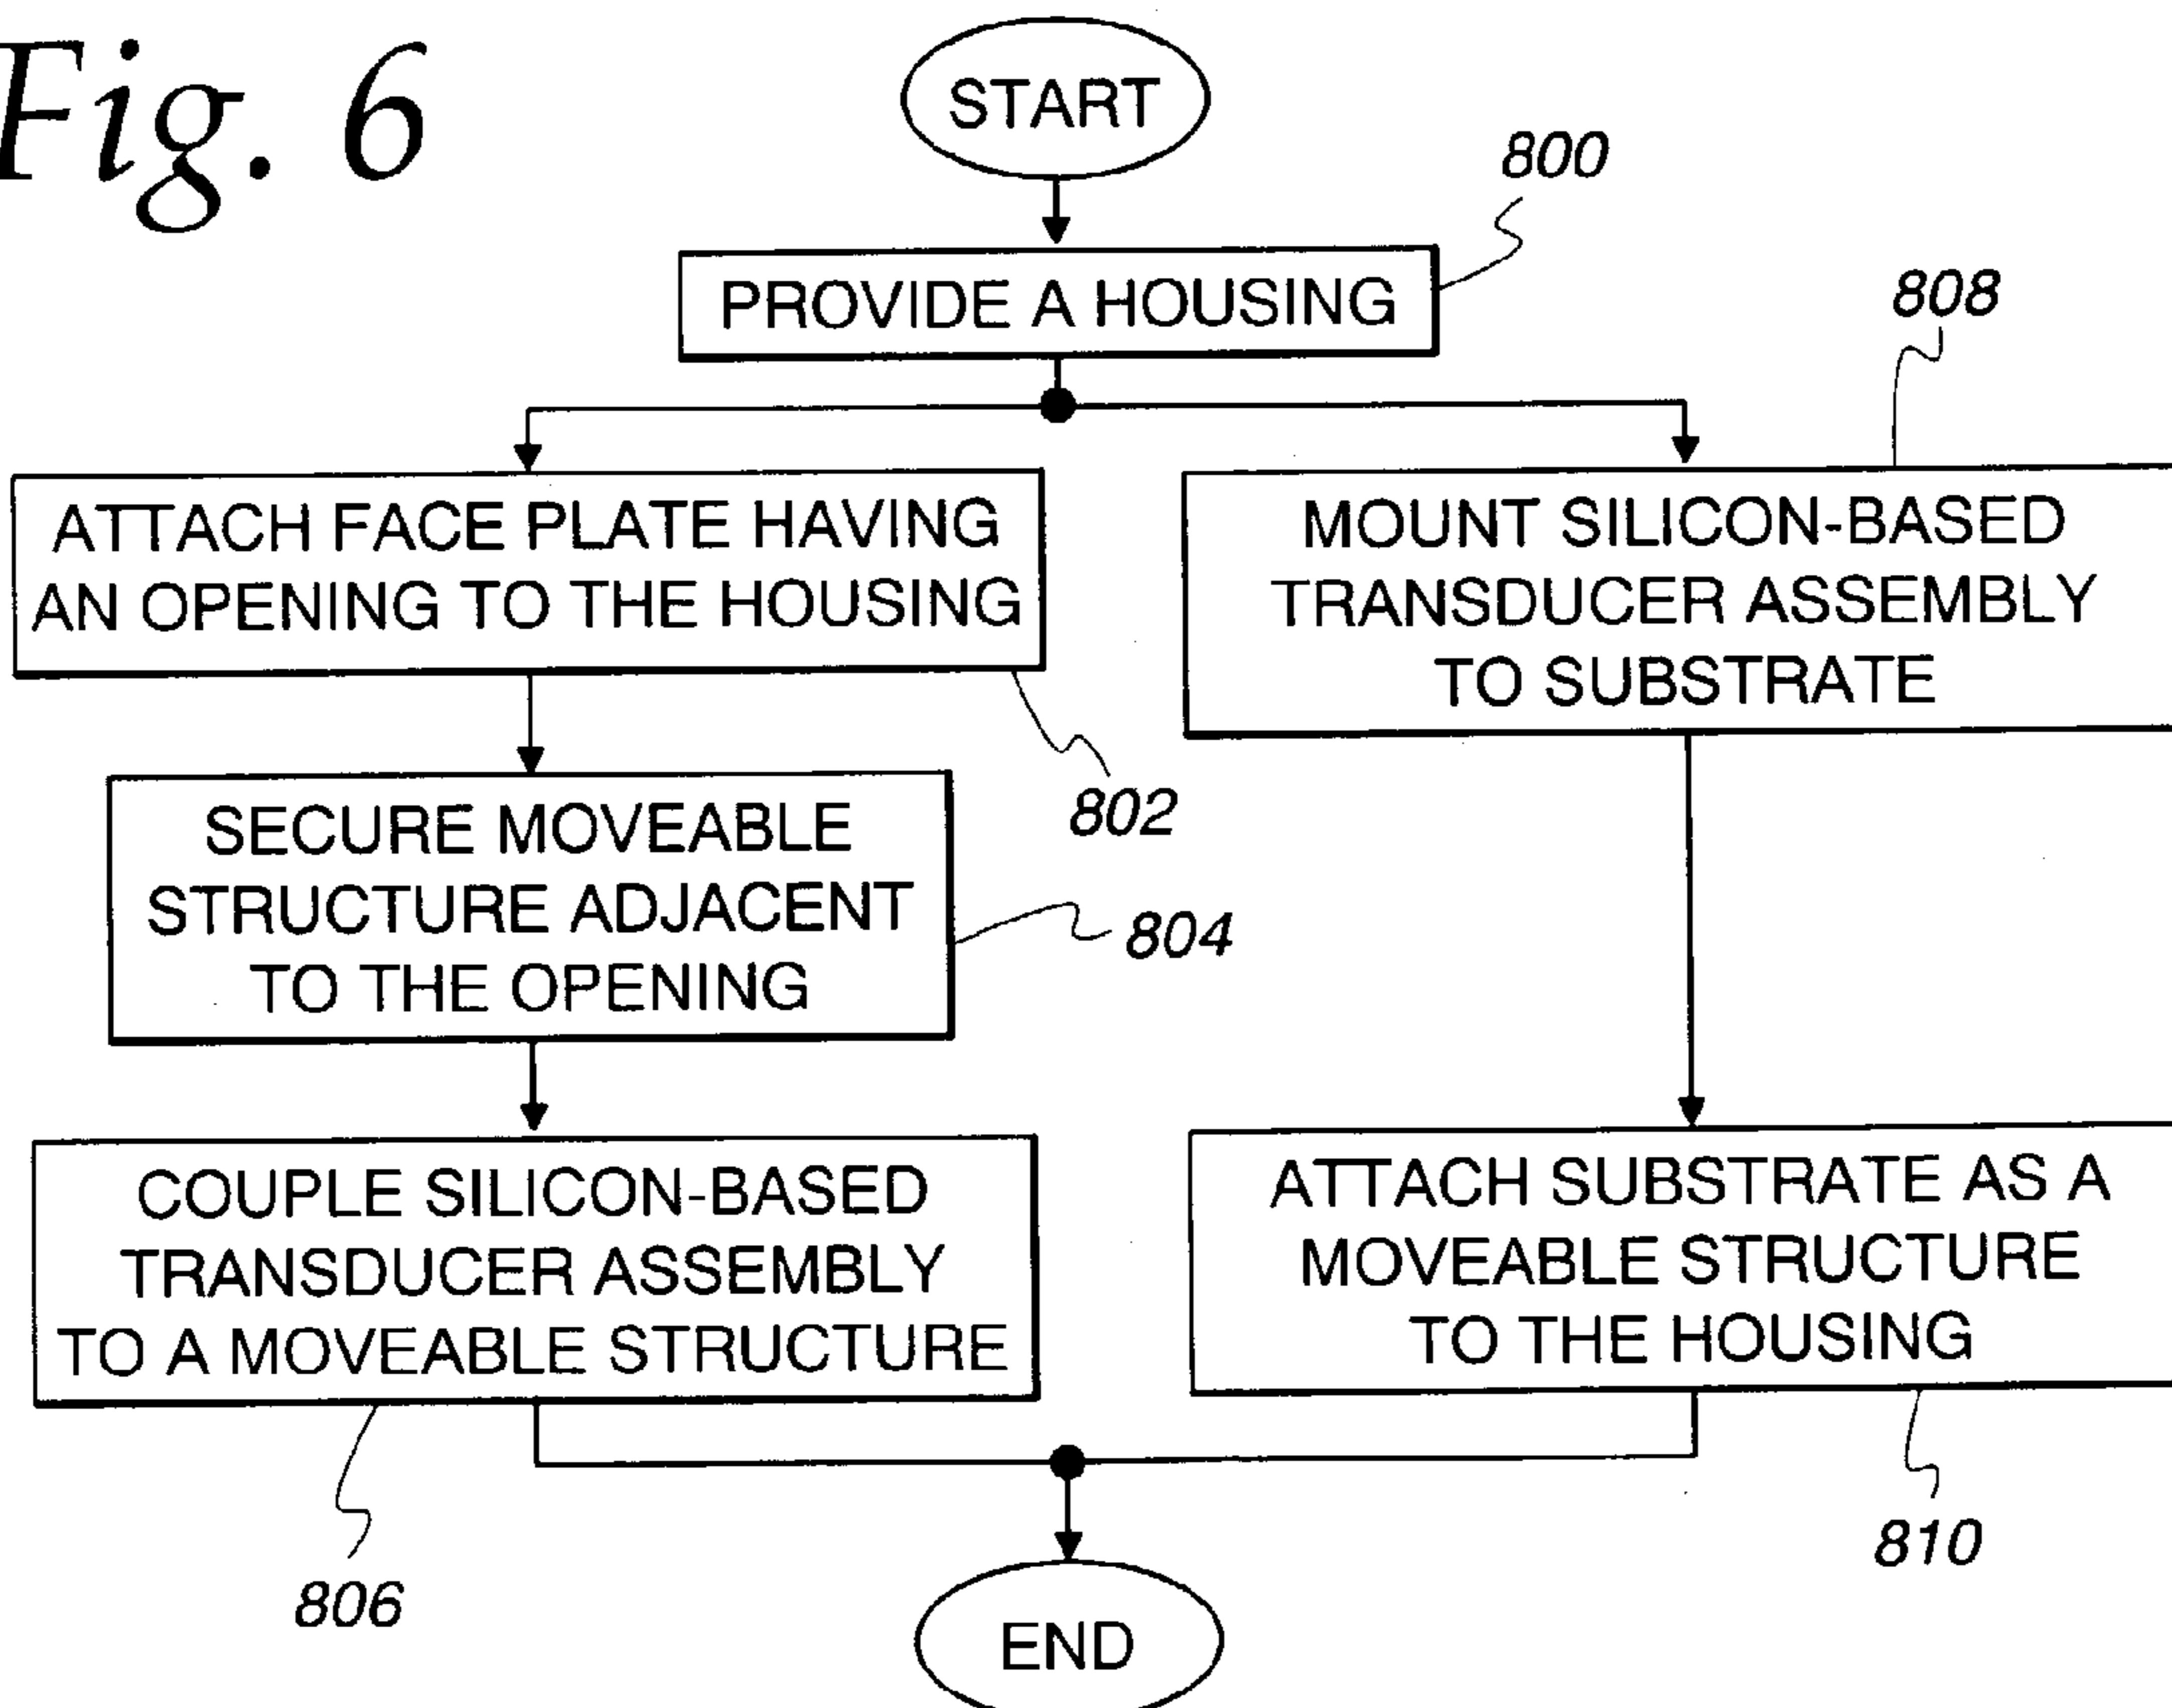 Fig. 6
START
800
PROVIDE A HOUSING
808
ATTACH FACE PLATE HAVING
AN OPENING TO THE HOUSING
802
SECURE MOVEABLE
STRUCTURE ADJACENT
TO THE OPENING
804
COUPLE SILICON-BASED
TRANSDUCER ASSEMBLY
TO A MOVEABLE STRUCTURE
806
MOUNT SILICON-BASED
TRANSDUCER ASSEMBLY
TO SUBSTRATE
ATTACH SUBSTRATE AS A
MOVEABLE STRUCTURE
TO THE HOUSING
810
END